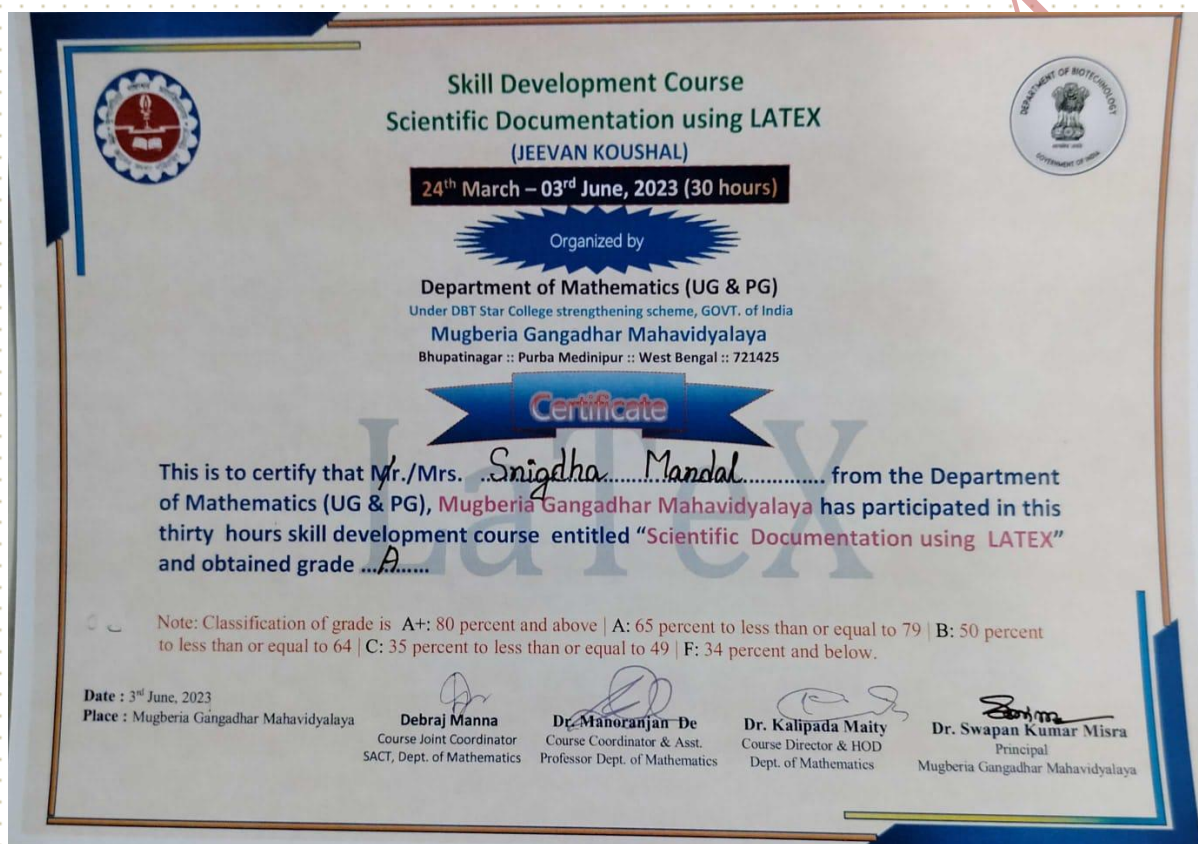 DEPARTMENT OF BIOTECHNOLOGY
GOVERNMENT OF INDIA
Skill Development Course
Scientific Documentation using LATEX
(JEEVAN KOUSHAL)
24th March – 03rd June, 2023 (30 hours)
Organized by
Department of Mathematics (UG & PG)
Under DBT Star College strengthening scheme, GOVT. of India
Mugberia Gangadhar Mahavidyalaya
Bhupatinagar :: Purba Medinipur :: West Bengal :: 721425
Certificate
LaTeX
This is to certify that Mr./Mrs. ..Snigdha........Mandal.............. from the Department
of Mathematics (UG & PG), Mugberia Gangadhar Mahavidyalaya has participated in this
thirty hours skill development course entitled “Scientific Documentation using LATEX”
and obtained grade ...A......
Note: Classification of grade is A+: 80 percent and above | A: 65 percent to less than or equal to 79 | B: 50 percent
to less than or equal to 64 | C: 35 percent to less than or equal to 49 | F: 34 percent and below.
Date : 3rd June, 2023
Place : Mugberia Gangadhar Mahavidyalaya
Debraj Manna
Course Joint Coordinator
SACT, Dept. of Mathematics
Dr. Manoranjan De
Course Coordinator & Asst.
Professor Dept. of Mathematics
Dr. Kalipada Maity
Course Director & HOD
Dept. of Mathematics
Dr. Swapan Kumar Misra
Principal
Mugberia Gangadhar Mahavidyalaya